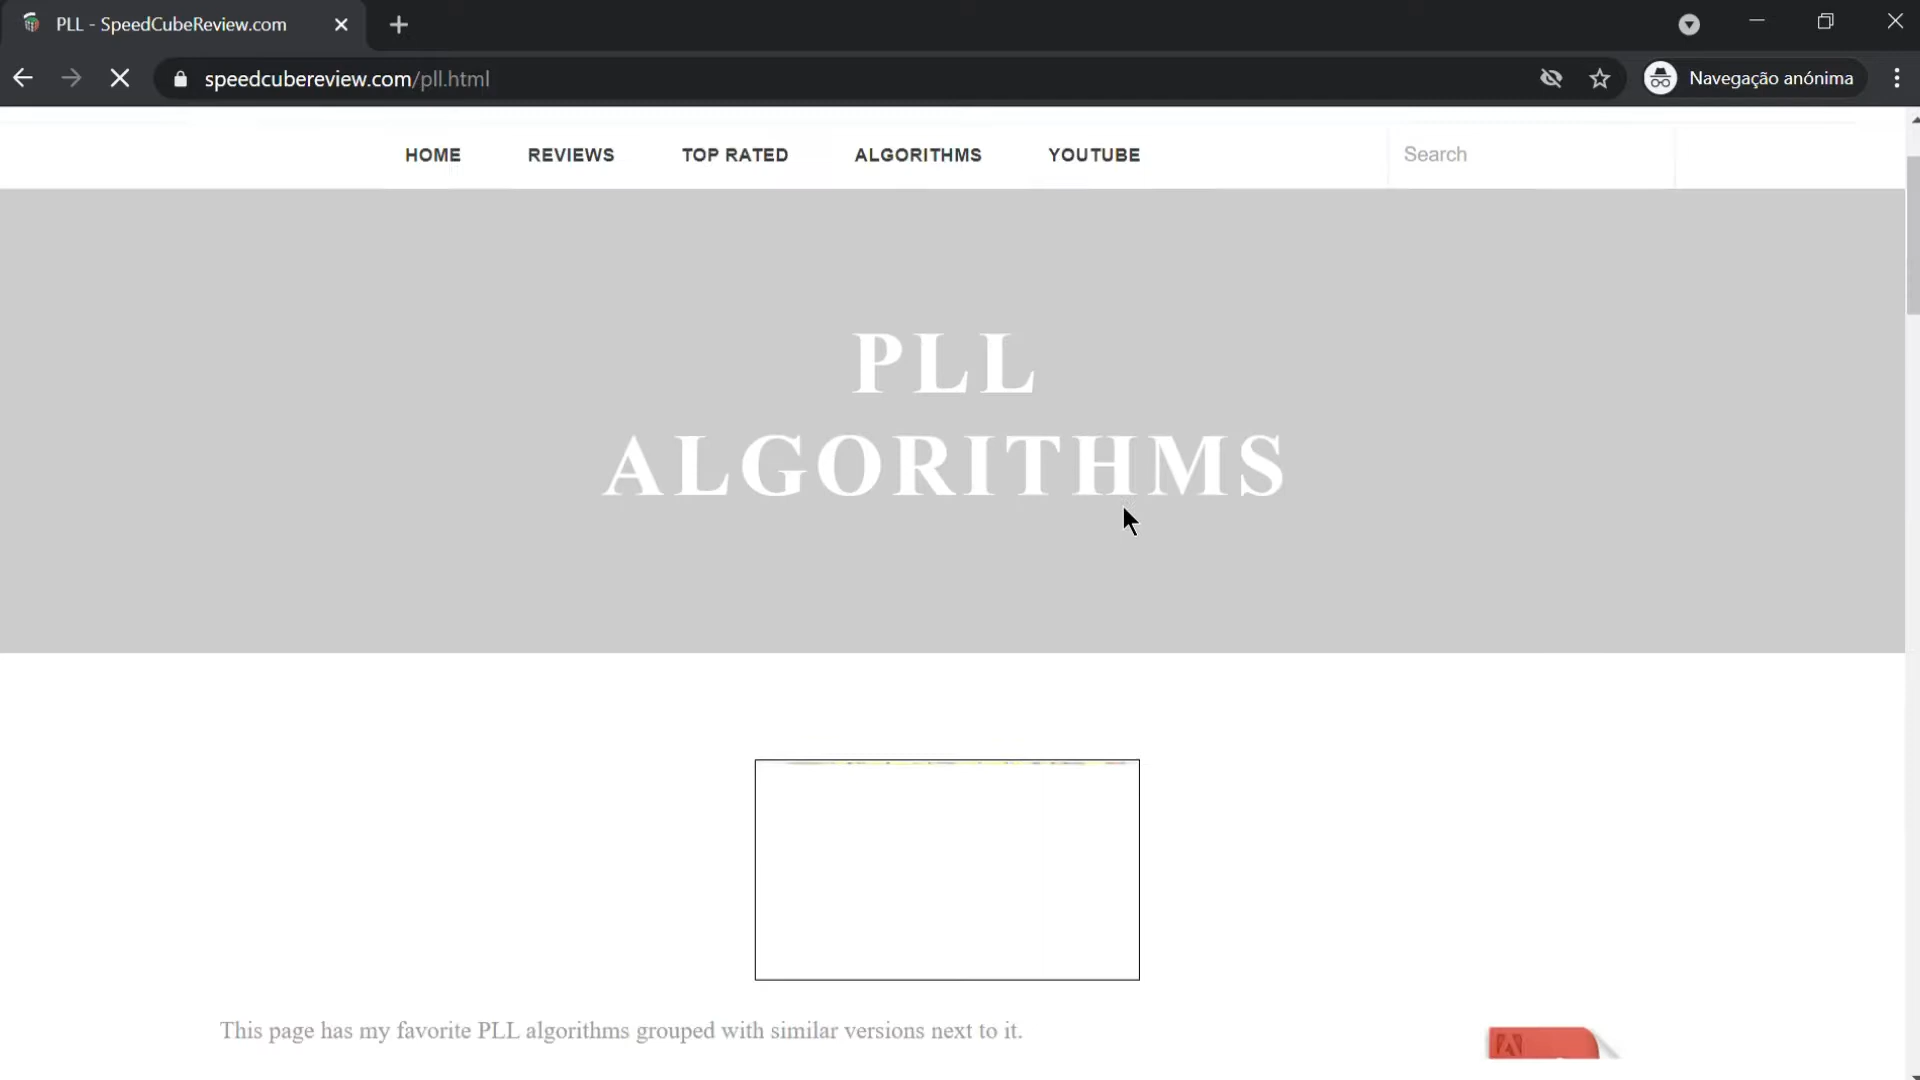 PLL - SpeedCubeReview.com
speedcubereview.com/pll.html
Navegação anónima
HOME REVIEWS TOP RATED ALGORITHMS YOUTUBE Search
PLL
ALGORITHMS
This page has my favorite PLL algorithms grouped with similar versions next to it.